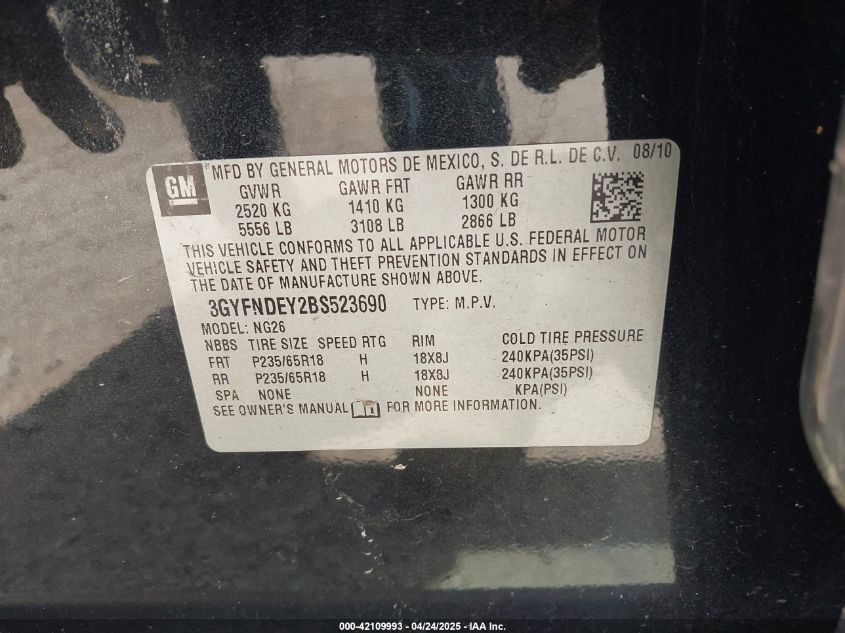 GM
MFD BY GENERAL MOTORS DE MEXICO, S. DE R.L. DE C.V. 08/10
GVWR GAWR FRT GAWR RR
2520 KG 1410 KG 1300 KG
5556 LB 3108 LB 2866 LB
THIS VEHICLE CONFORMS TO ALL APPLICABLE U.S. FEDERAL MOTOR
VEHICLE SAFETY AND THEFT PREVENTION STANDARDS IN EFFECT ON
THE DATE OF MANUFACTURE SHOWN ABOVE.
3GYFNDEY2BS523690 TYPE: M.P.V.
MODEL: NG26
NBBS TIRE SIZE SPEED RTG RIM COLD TIRE PRESSURE
FRT P235/65R18 H 18X8J 240KPA(35PSI)
RR P235/65R18 H 18X8J 240KPA(35PSI)
SPA NONE NONE KPA(PSI)
SEE OWNER'S MANUAL FOR MORE INFORMATION.
000-42109993 - 04/24/2025 - IAA Inc.